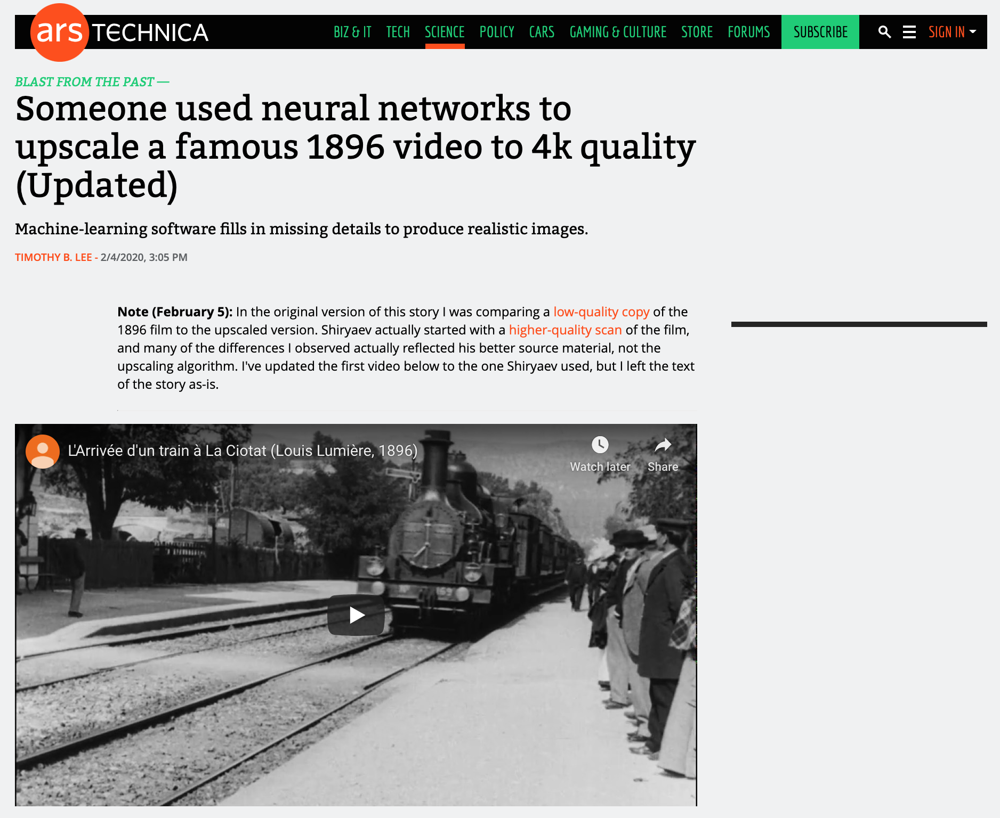 ars TECHNICA
BIZ & IT TECH SCIENCE POLICY CARS GAMING & CULTURE STORE FORUMS SUBSCRIBE SIGN IN
BLAST FROM THE PAST —
Someone used neural networks to
upscale a famous 1896 video to 4k quality
(Updated)
Machine-learning software fills in missing details to produce realistic images.
TIMOTHY B. LEE - 2/4/2020, 3:05 PM
Note (February 5): In the original version of this story I was comparing a low-quality copy of the
1896 film to the upscaled version. Shiryaev actually started with a higher-quality scan of the film,
and many of the differences I observed actually reflected his better source material, not the
upscaling algorithm. I've updated the first video below to the one Shiryaev used, but I left the text
of the story as-is.
L'Arrivée d'un train à La Ciotat (Louis Lumière, 1896)
Watch later Share
169